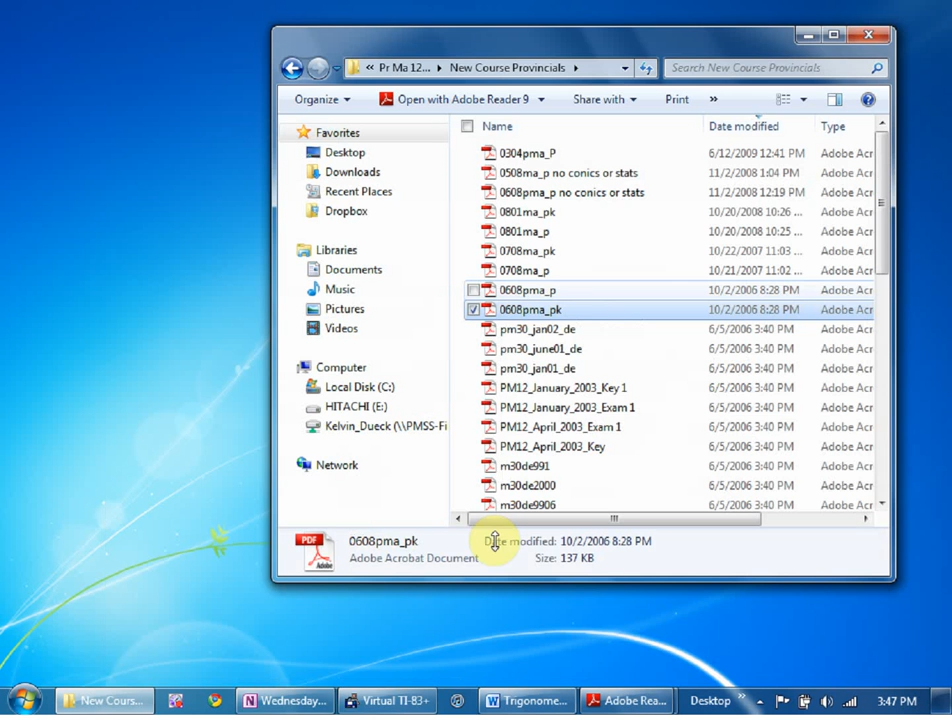 « Pr Ma 12... ▸ New Course Provincials ▸
Search New Course Provincials
Organize
Open with Adobe Reader 9
Share with
Print
»
Favorites
Desktop
Downloads
Recent Places
Dropbox
Libraries
Documents
Music
Pictures
Videos
Computer
Local Disk (C:)
HITACHI (E:)
Kelvin_Dueck (\\PMSS-Fi
Network
Name Date modified Type
0304pma_P 6/12/2009 12:41 PM Adobe Acr
0508ma_p no conics or stats 11/2/2008 1:04 PM Adobe Acr
0608pma_p no conics or stats 11/2/2008 12:19 PM Adobe Acr
0801ma_pk 10/20/2008 10:26 ... Adobe Acr
0801ma_p 10/20/2008 10:25 ... Adobe Acr
0708ma_pk 10/22/2007 11:03 ... Adobe Acr
0708ma_p 10/21/2007 11:02 ... Adobe Acr
0608pma_p 10/2/2006 8:28 PM Adobe Acr
0608pma_pk 10/2/2006 8:28 PM Adobe Acr
pm30_jan02_de 6/5/2006 3:40 PM Adobe Acr
pm30_june01_de 6/5/2006 3:40 PM Adobe Acr
pm30_jan01_de 6/5/2006 3:40 PM Adobe Acr
PM12_January_2003_Key 1 6/5/2006 3:40 PM Adobe Acr
PM12_January_2003_Exam 1 6/5/2006 3:40 PM Adobe Acr
PM12_April_2003_Exam 1 6/5/2006 3:40 PM Adobe Acr
PM12_April_2003_Key 6/5/2006 3:40 PM Adobe Acr
m30de991 6/5/2006 3:40 PM Adobe Acr
m30de2000 6/5/2006 3:40 PM Adobe Acr
m30de9906 6/5/2006 3:40 PM Adobe Acr
PDF
Adobe
0608pma_pk Date modified: 10/2/2006 8:28 PM
Adobe Acrobat Document Size: 137 KB
New Cours... Wednesday... Virtual TI-83+ Trigonome... Adobe Rea... Desktop » 3:47 PM